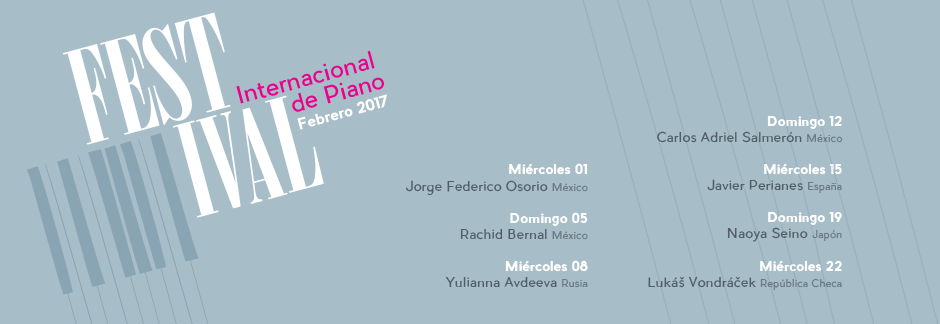 FEST
IVAL
Internacional
de Piano
Febrero 2017
Miércoles 01
Jorge Federico Osorio México
Domingo 05
Rachid Bernal México
Miércoles 08
Yulianna Avdeeva Rusia
Domingo 12
Carlos Adriel Salmerón México
Miércoles 15
Javier Perianes España
Domingo 19
Naoya Seino Japón
Miércoles 22
Lukáš Vondráček República Checa